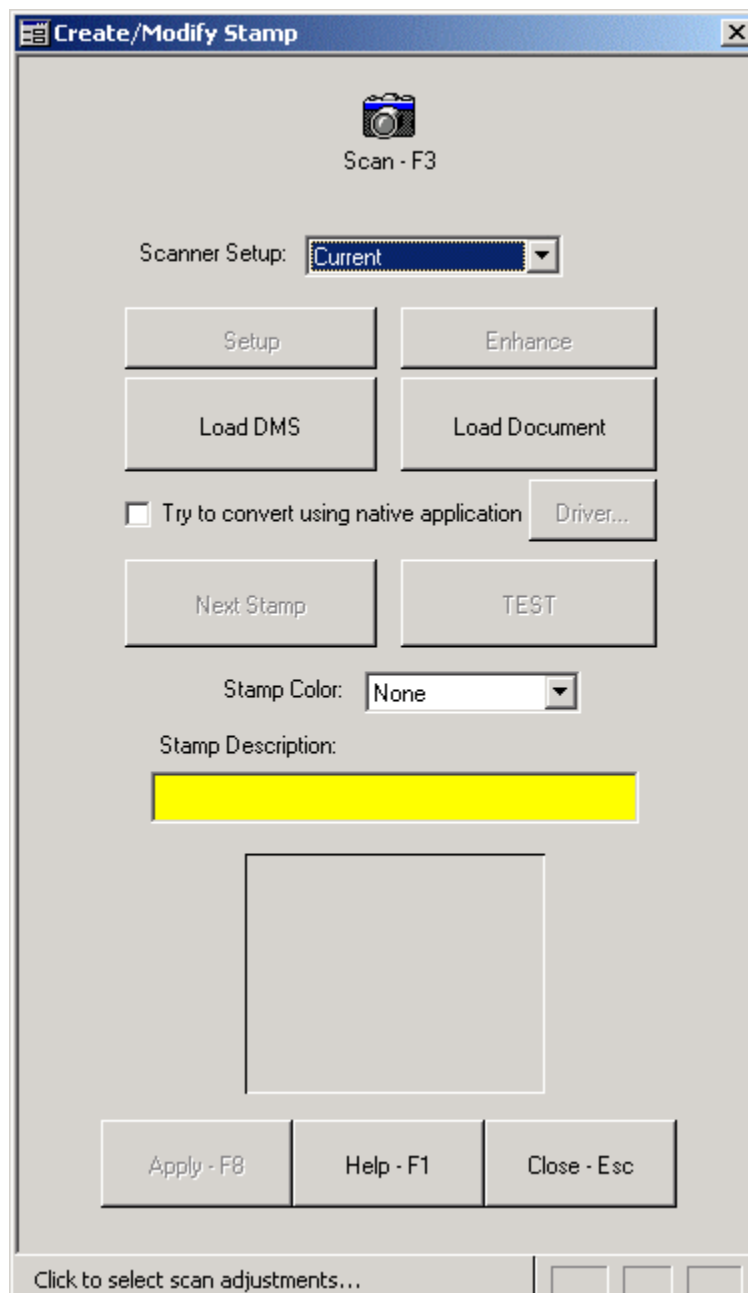 Create/Modify Stamp
Scan - F3
Scanner Setup: Current
Setup Enhance
Load DMS Load Document
Try to convert using native application Driver...
Next Stamp TEST
Stamp Color: None
Stamp Description:
Apply - F8 Help - F1 Close - Esc
Click to select scan adjustments...